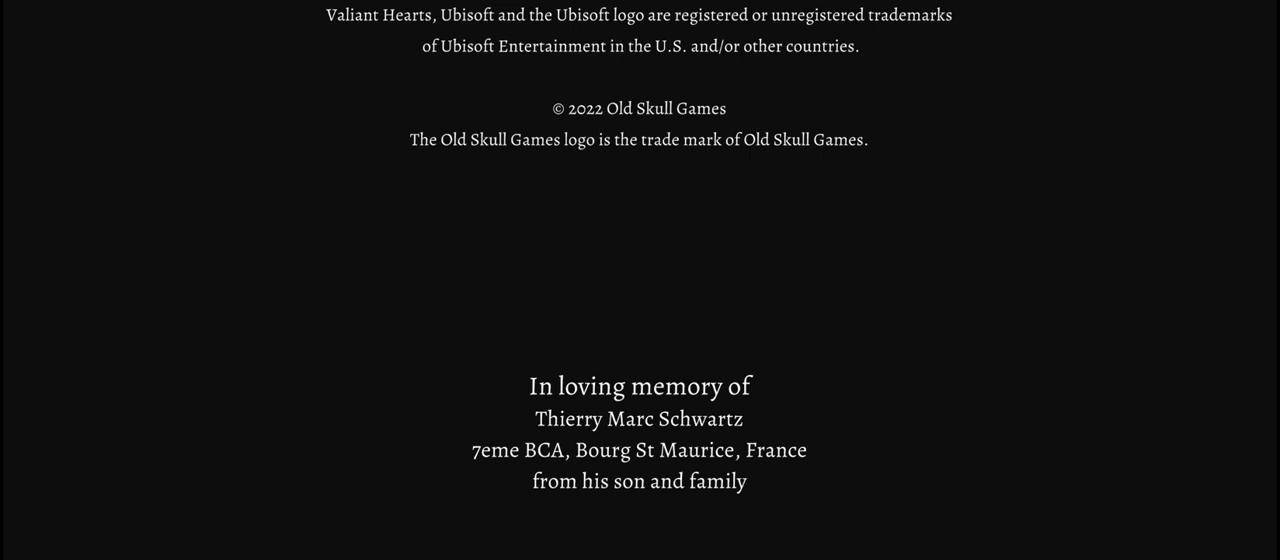 Valiant Hearts, Ubisoft and the Ubisoft logo are registered or unregistered trademarks
of Ubisoft Entertainment in the U.S. and/or other countries.
© 2022 Old Skull Games
The Old Skull Games logo is the trade mark of Old Skull Games.
In loving memory of
Thierry Marc Schwartz
7eme BCA, Bourg St Maurice, France
from his son and family